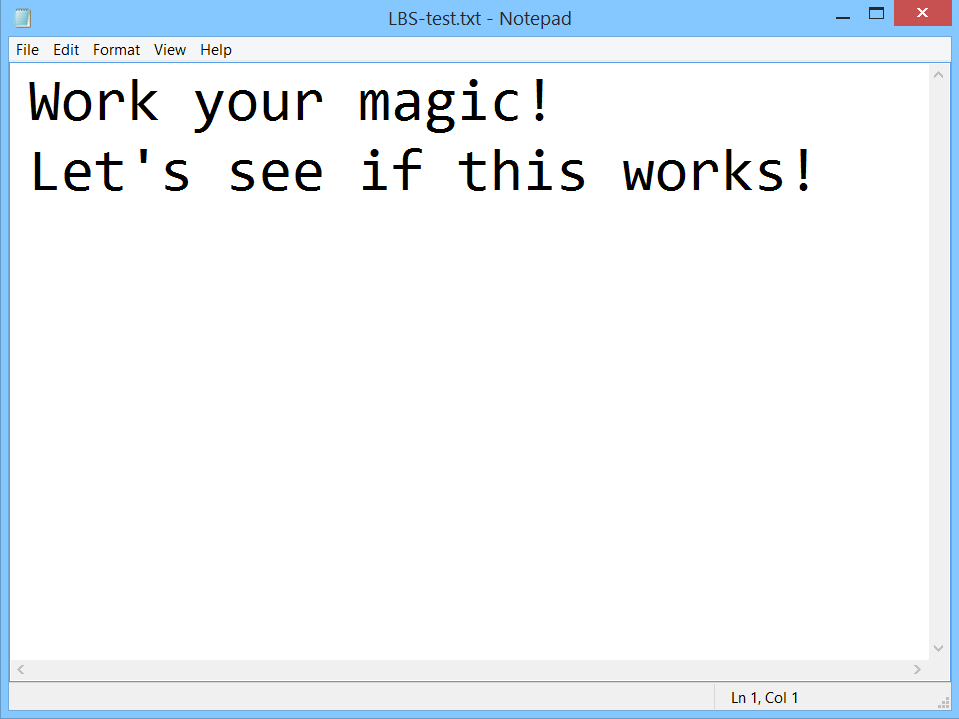 LBS-test.txt - Notepad
File Edit Format View Help
Work your magic!
Let's see if this works!
Ln 1, Col 1